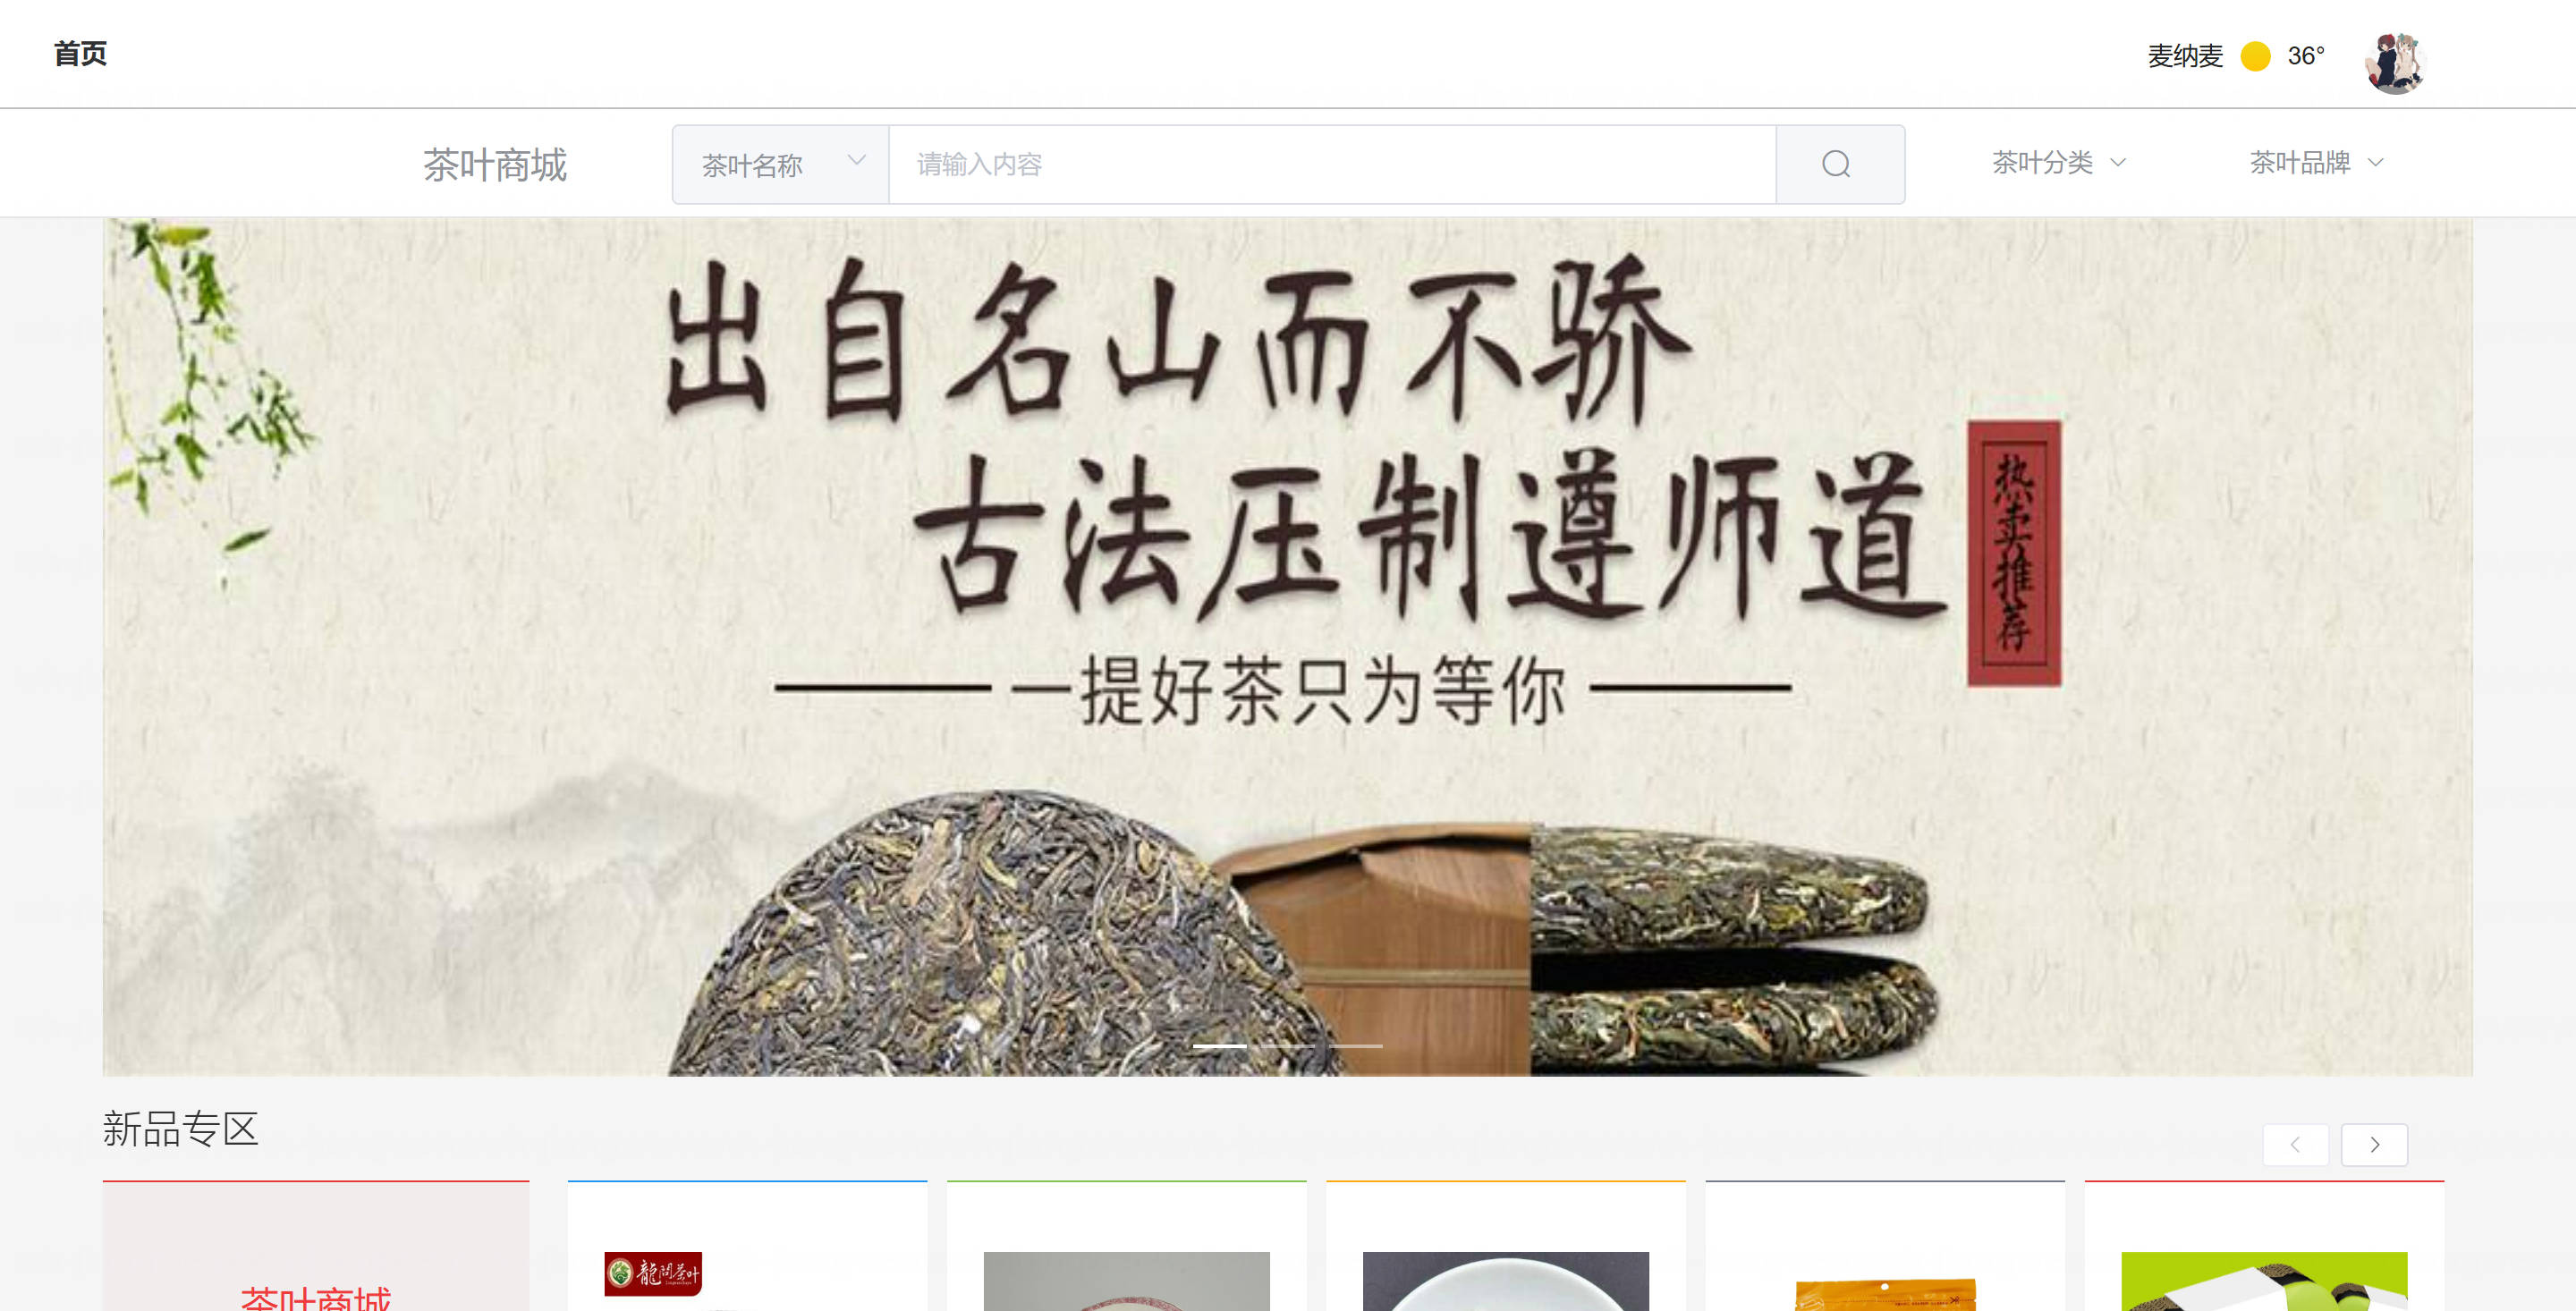 首页
麦纳麦 36°
茶叶商城
茶叶名称
请输入内容
茶叶分类
茶叶品牌
出自名山而不骄
古法压制遵师道
热卖推荐
一提好茶只为等你
新品专区
茶叶商城
龍润茶叶